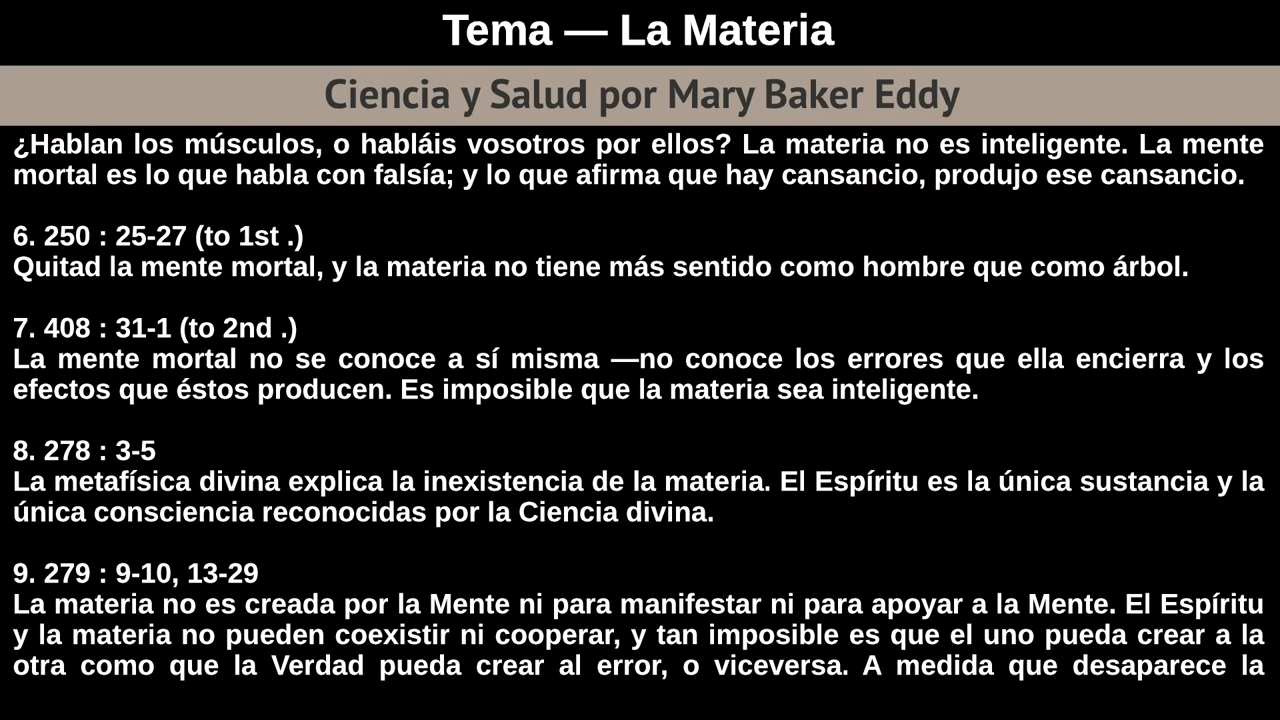 Tema — La Materia
Ciencia y Salud por Mary Baker Eddy
¿Hablan los músculos, o habláis vosotros por ellos? La materia no es inteligente. La mente
mortal es lo que habla con falsía; y lo que afirma que hay cansancio, produjo ese cansancio.
6. 250 : 25-27 (to 1st .)
Quitad la mente mortal, y la materia no tiene más sentido como hombre que como árbol.
7. 408 : 31-1 (to 2nd .)
La mente mortal no se conoce a sí misma —no conoce los errores que ella encierra y los
efectos que éstos producen. Es imposible que la materia sea inteligente.
8. 278 : 3-5
La metafísica divina explica la inexistencia de la materia. El Espíritu es la única sustancia y la
única consciencia reconocidas por la Ciencia divina.
9. 279 : 9-10, 13-29
La materia no es creada por la Mente ni para manifestar ni para apoyar a la Mente. El Espíritu
y la materia no pueden coexistir ni cooperar, y tan imposible es que el uno pueda crear a la
otra como que la Verdad pueda crear al error, o viceversa. A medida que desaparece la